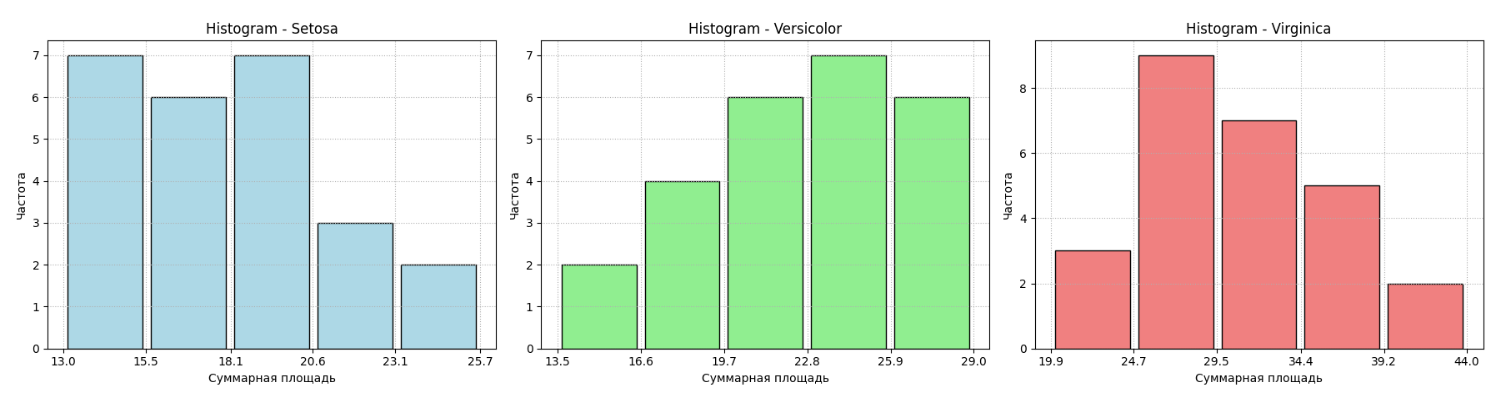 Histogram - Setosa
7
6
5
4
3
2
1
0
Частота
13.0 15.5 18.1 20.6 23.1 25.7
Суммарная площадь
Histogram - Versicolor
7
6
5
4
3
2
1
0
Частота
13.5 16.6 19.7 22.8 25.9 29.0
Суммарная площадь
Histogram - Virginica
8
6
4
2
0
Частота
19.9 24.7 29.5 34.4 39.2 44.0
Суммарная площадь